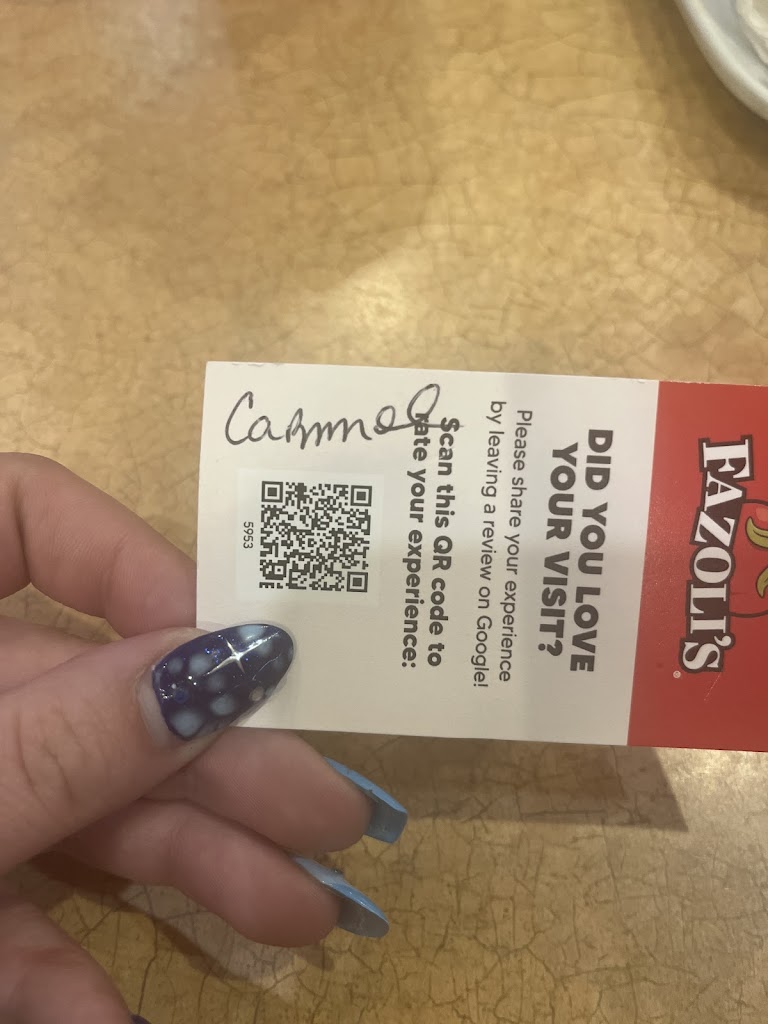 FAZOLI'S
DID YOU LOVE
YOUR VISIT?
Please share your experience
by leaving a review on Google!
Scan this QR code to
rate your experience:
5953